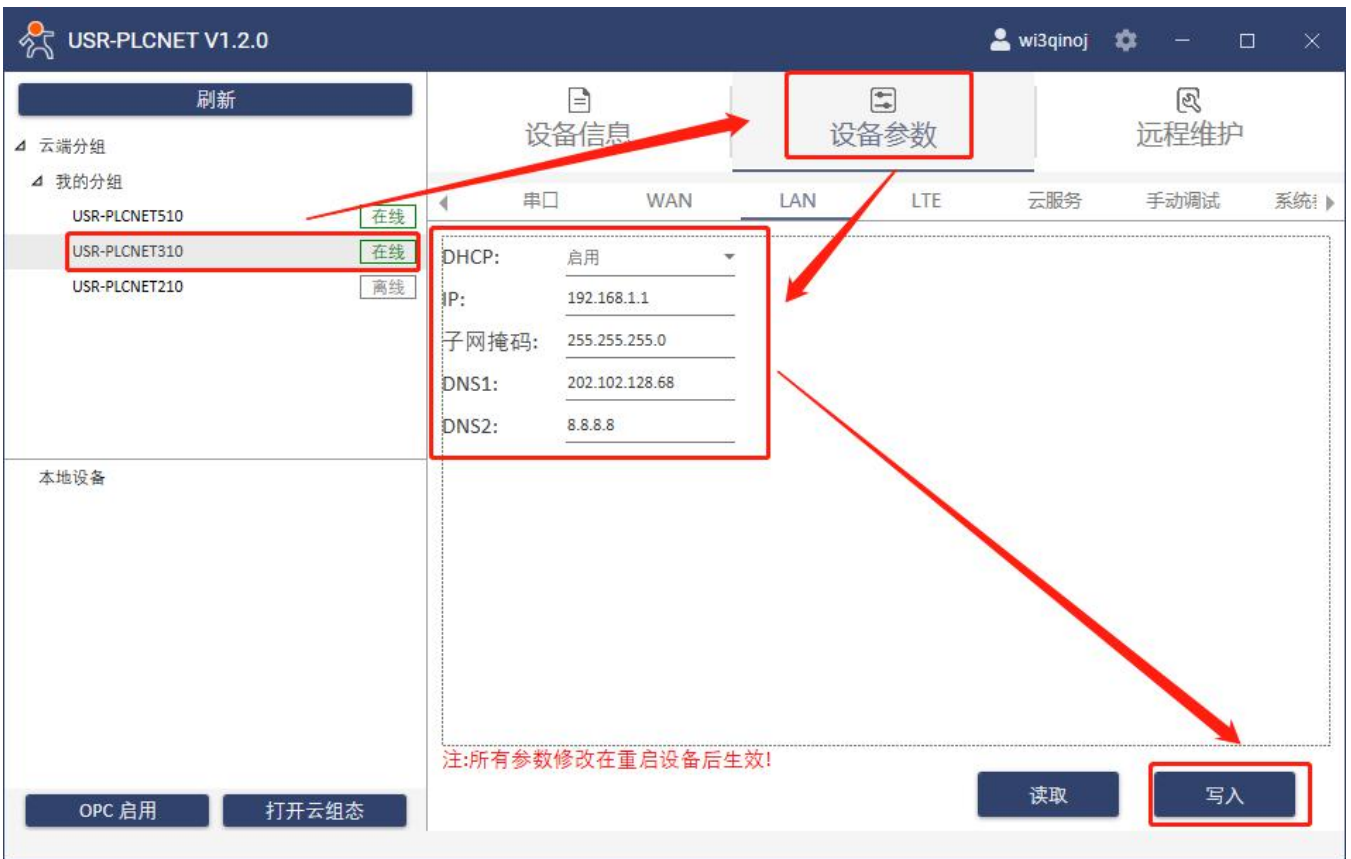 USR-PLCNET V1.2.0
wi3qinoj
刷新
云端分组
我的分组
USR-PLCNET510 在线
USR-PLCNET310 在线
USR-PLCNET210 离线
本地设备
OPC 启用
打开云组态
设备信息
设备参数
远程维护
串口 WAN LAN LTE 云服务 手动调试 系统
DHCP: 启用
IP: 192.168.1.1
子网掩码: 255.255.255.0
DNS1: 202.102.128.68
DNS2: 8.8.8.8
注:所有参数修改在重启设备后生效!
读取
写入